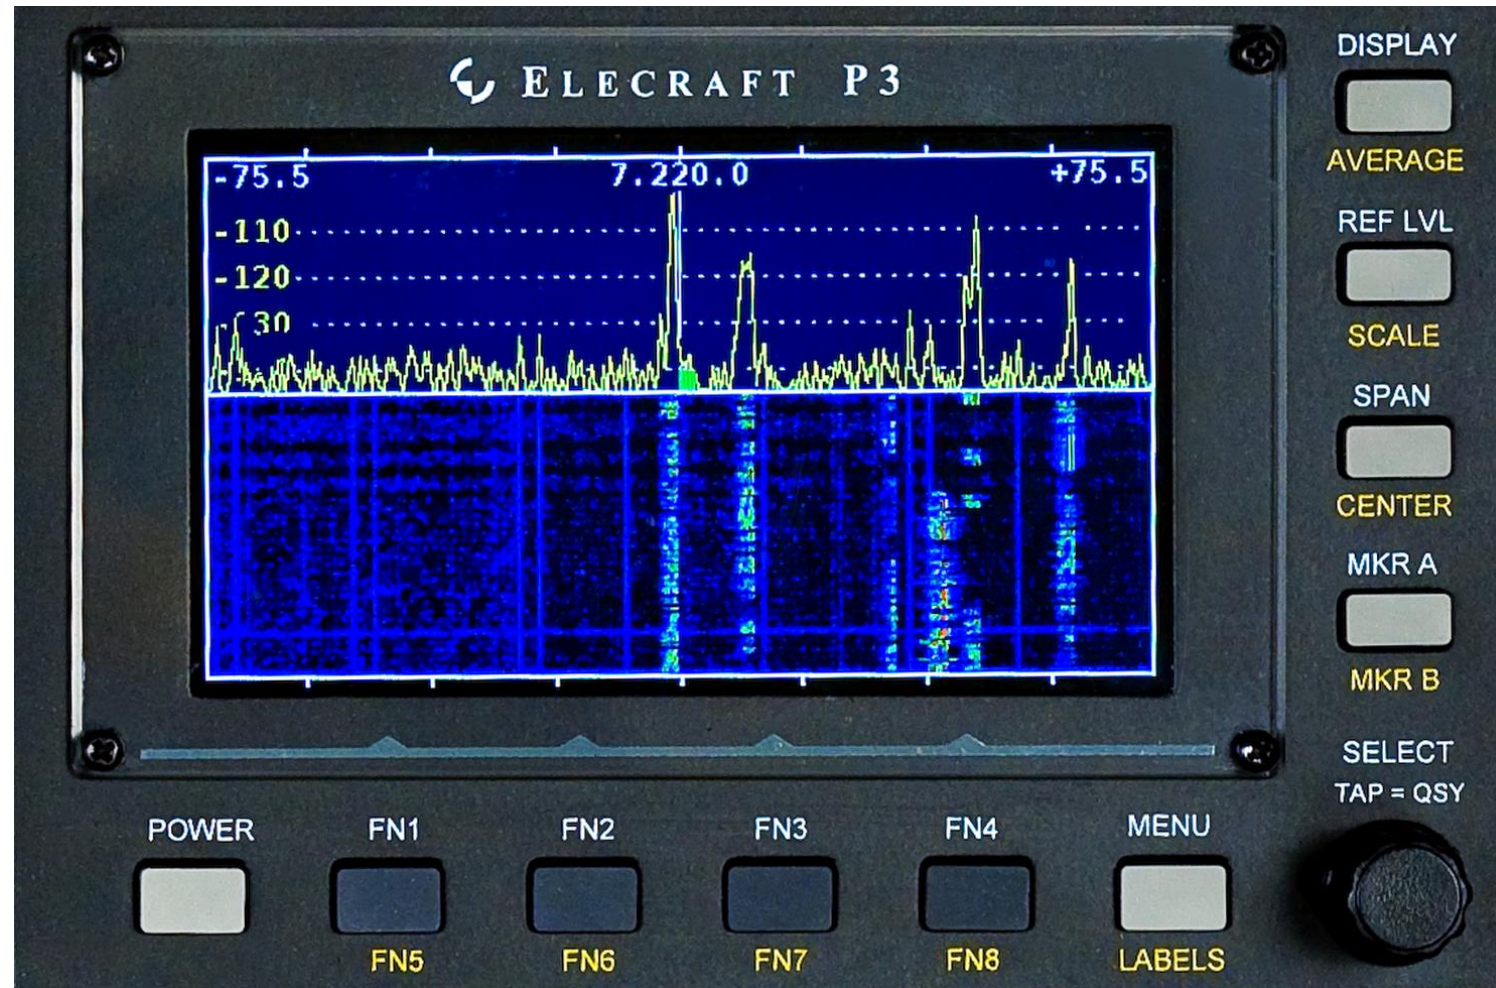 ELECRAFT P3
-75.5 7.220.0 +75.5
-110
-120
- 30
DISPLAY
AVERAGE
REF LVL
SCALE
SPAN
CENTER
MKR A
MKR B
SELECT
TAP = QSY
POWER FN1 FN2 FN3 FN4 MENU
FN5 FN6 FN7 FN8 LABELS